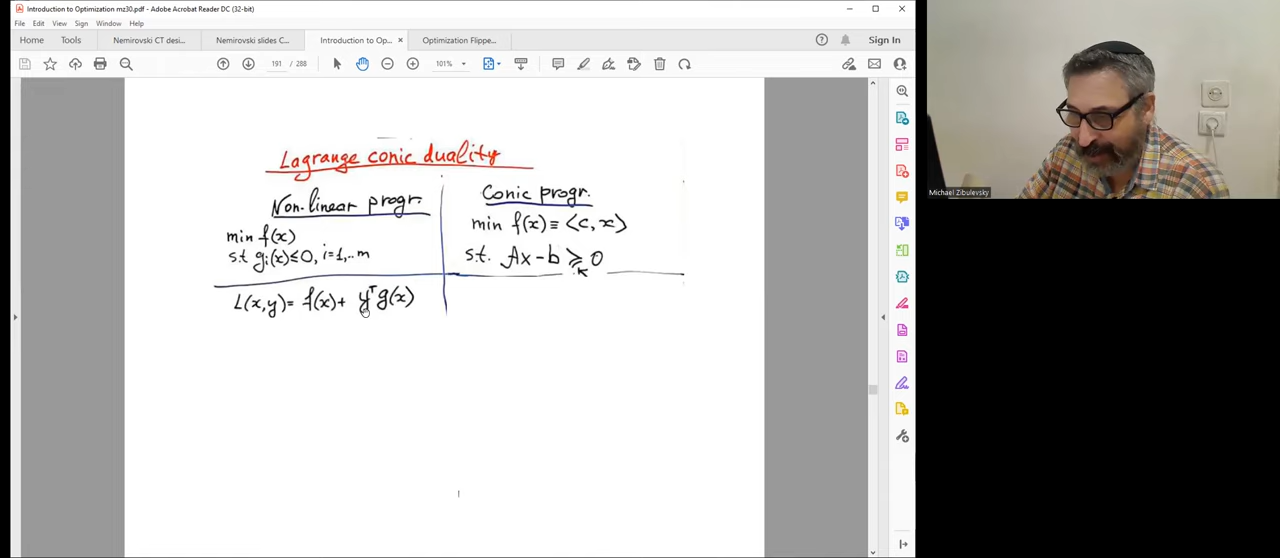 Introduction to Optimization mz30.pdf - Adobe Acrobat Reader DC (32-bit)
File Edit View Sign Window Help
Home Tools Nemirovski CT desi... Nemirovski slides C... Introduction to Op... × Optimization Flippe... Sign In
191 / 288 101%
Lagrange conic duality
Non-linear progr.
min f(x)
s.t gi(x)≤0, i=1,..m
L(x,y)= f(x)+ yᵀg(x)
Conic progr.
min f(x)≡⟨c, x⟩
s.t. Ax-b ≥_K 0
Michael Zibulevsky